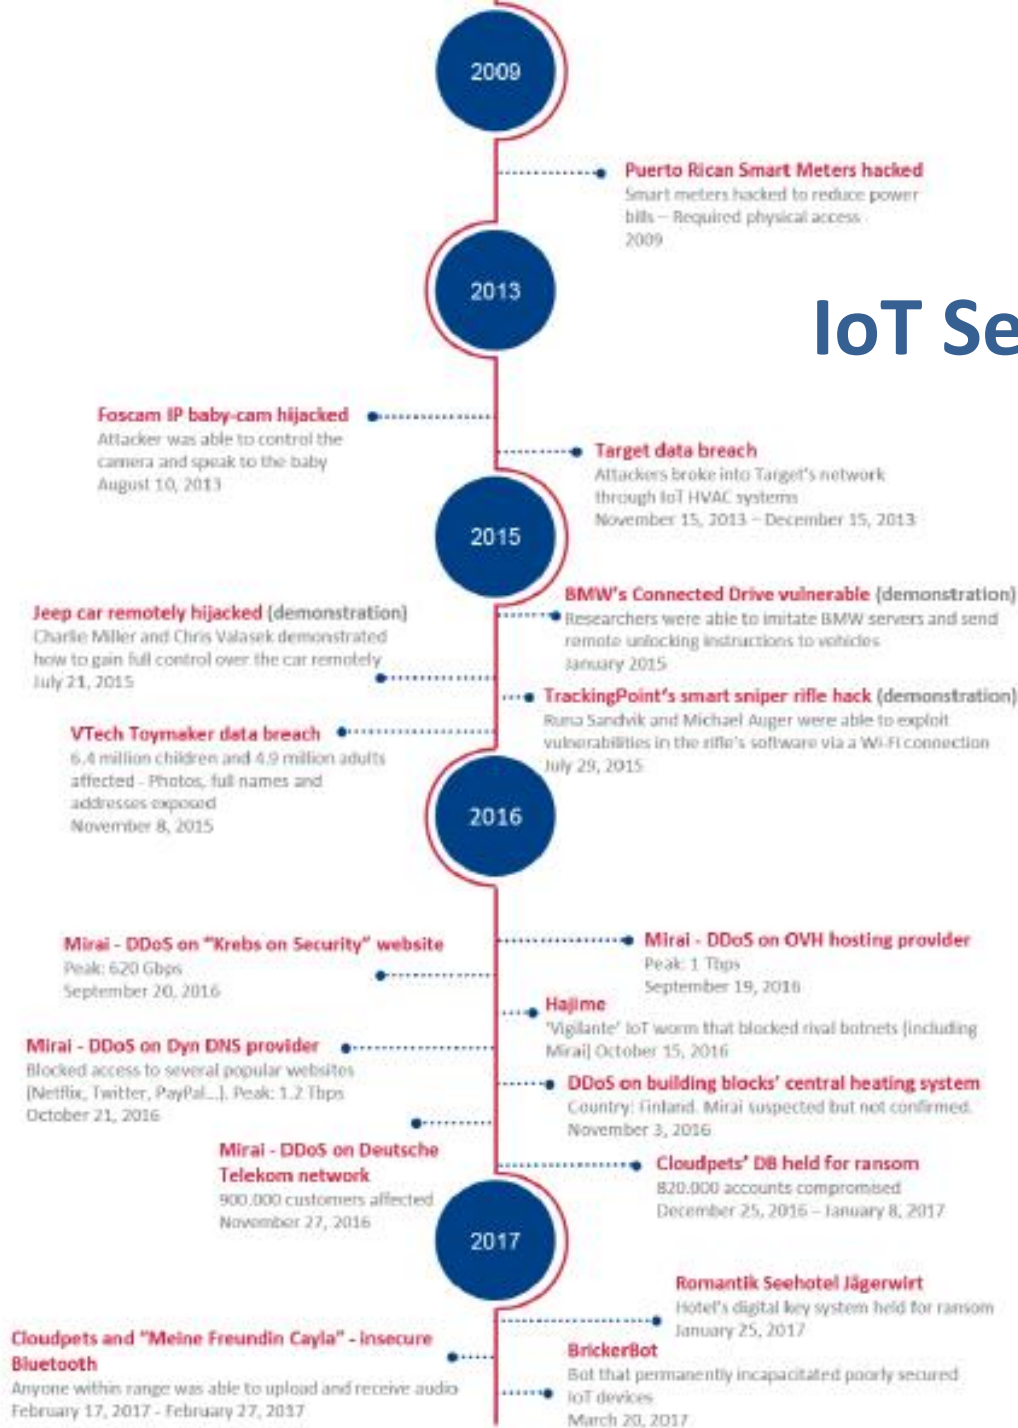 2009
Puerto Rican Smart Meters hacked
Smart meters hacked to reduce power
bills – Required physical access
2009
2013
IoT Se
Foscam IP baby-cam hijacked
Attacker was able to control the
camera and speak to the baby
August 10, 2013
Target data breach
Attackers broke into Target's network
through IoT HVAC systems
November 15, 2013 – December 15, 2013
2015
BMW's Connected Drive vulnerable (demonstration)
Researchers were able to imitate BMW servers and send
remote unlocking instructions to vehicles
January 2015
Jeep car remotely hijacked (demonstration)
Charlie Miller and Chris Valasek demonstrated
how to gain full control over the car remotely
July 21, 2015
TrackingPoint's smart sniper rifle hack (demonstration)
Runa Sandvik and Michael Auger were able to exploit
vulnerabilities in the rifle's software via a Wi-Fi connection
July 29, 2015
VTech Toymaker data breach
6.4 million children and 4.9 million adults
affected - Photos, full names and
addresses exposed
November 8, 2015
2016
Mirai - DDoS on "Krebs on Security" website
Peak: 620 Gbps
September 20, 2016
Mirai - DDoS on OVH hosting provider
Peak: 1 Tbps
September 19, 2016
Hajime
'Vigilante' IoT worm that blocked rival botnets (including
Mirai) October 15, 2016
Mirai - DDoS on Dyn DNS provider
Blocked access to several popular websites
(Netflix, Twitter, PayPal...). Peak: 1.2 Tbps
October 21, 2016
DDoS on building blocks' central heating system
Country: Finland. Mirai suspected but not confirmed.
November 3, 2016
Mirai - DDoS on Deutsche
Telekom network
900.000 customers affected
November 27, 2016
Cloudpets' DB held for ransom
820.000 accounts compromised
December 25, 2016 – January 8, 2017
2017
Romantik Seehotel Jägerwirt
Hotel's digital key system held for ransom
January 25, 2017
Cloudpets and "Meine Freundin Cayla" - insecure
Bluetooth
Anyone within range was able to upload and receive audio
February 17, 2017 - February 27, 2017
BrickerBot
Bot that permanently incapacitated poorly secured
IoT devices
March 20, 2017